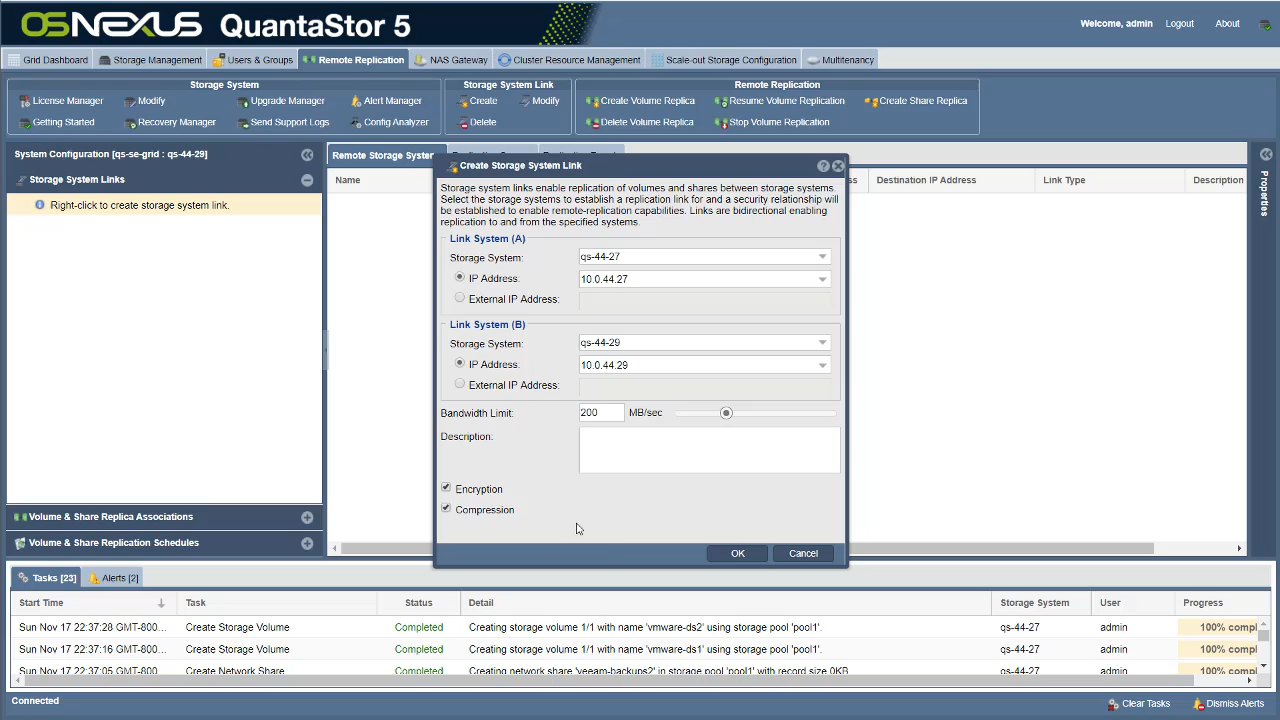 OSNEXUS QuantaStor 5
Welcome, admin Logout About
Grid Dashboard Storage Management Users & Groups Remote Replication NAS Gateway Cluster Resource Management Scale-out Storage Configuration Multitenancy
Storage System Storage System Link Remote Replication
License Manager Modify Upgrade Manager Alert Manager Create Modify Create Volume Replica Resume Volume Replication Create Share Replica
Getting Started Recovery Manager Send Support Logs Config Analyzer Delete Delete Volume Replica Stop Volume Replication
System Configuration [qs-se-grid : qs-44-29]
Storage System Links
Right-click to create storage system link.
Volume & Share Replica Associations
Volume & Share Replication Schedules
Remote Storage System
Name Destination IP Address Link Type Description
Properties
Create Storage System Link
Storage system links enable replication of volumes and shares between storage systems.
Select the storage systems to establish a replication link for and a security relationship will
be established to enable remote-replication capabilities. Links are bidirectional enabling
replication to and from the specified systems.
Link System (A)
Storage System: qs-44-27
IP Address: 10.0.44.27
External IP Address:
Link System (B)
Storage System: qs-44-29
IP Address: 10.0.44.29
External IP Address:
Bandwidth Limit: 200 MB/sec
Description:
Encryption
Compression
OK Cancel
Tasks [23] Alerts [2]
Start Time Task Status Detail Storage System User Progress
Sun Nov 17 22:37:28 GMT-800... Create Storage Volume Completed Creating storage volume 1/1 with name 'vmware-ds2' using storage pool 'pool1'. qs-44-27 admin 100% compl
Sun Nov 17 22:37:16 GMT-800... Create Storage Volume Completed Creating storage volume 1/1 with name 'vmware-ds1' using storage pool 'pool1'. qs-44-27 admin 100% compl
Sun Nov 17 22:37:05 GMT-800... Create Network Share Completed Creating network share 'veeam-backups2' in storage pool 'pool1' with record size 0KB qs-44-27 admin 100% compl
Connected Clear Tasks Dismiss Alerts